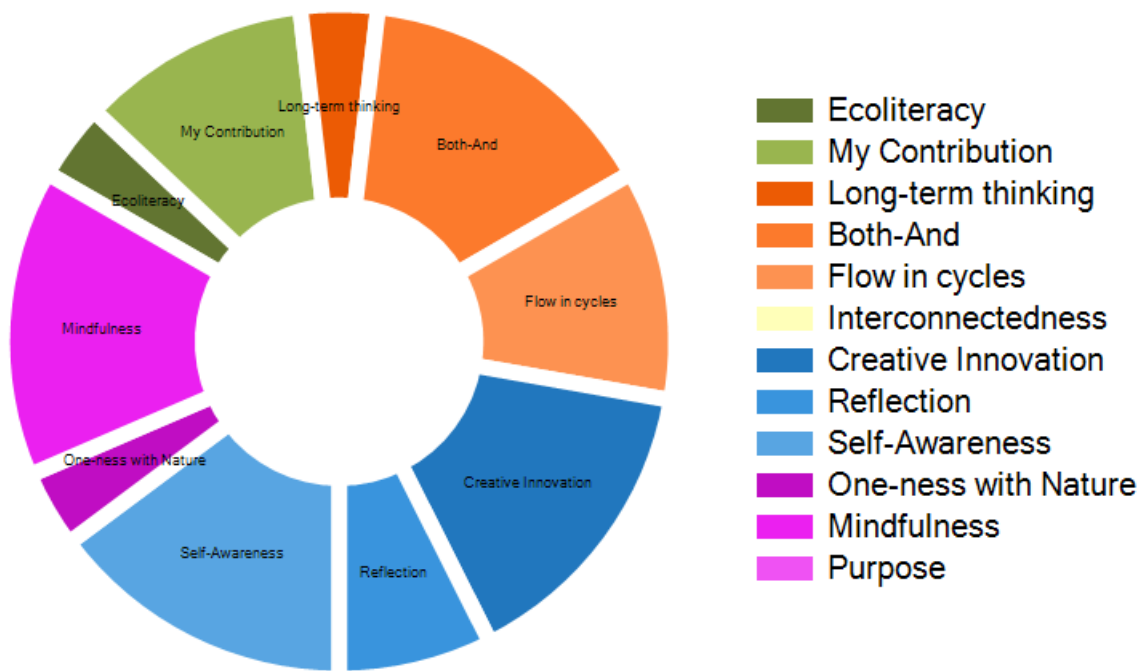 Long-term thinking
My Contribution
Both-And
Ecoliteracy
Flow in cycles
Mindfulness
One-ness with Nature
Creative Innovation
Self-Awareness
Reflection
Ecoliteracy
My Contribution
Long-term thinking
Both-And
Flow in cycles
Interconnectedness
Creative Innovation
Reflection
Self-Awareness
One-ness with Nature
Mindfulness
Purpose